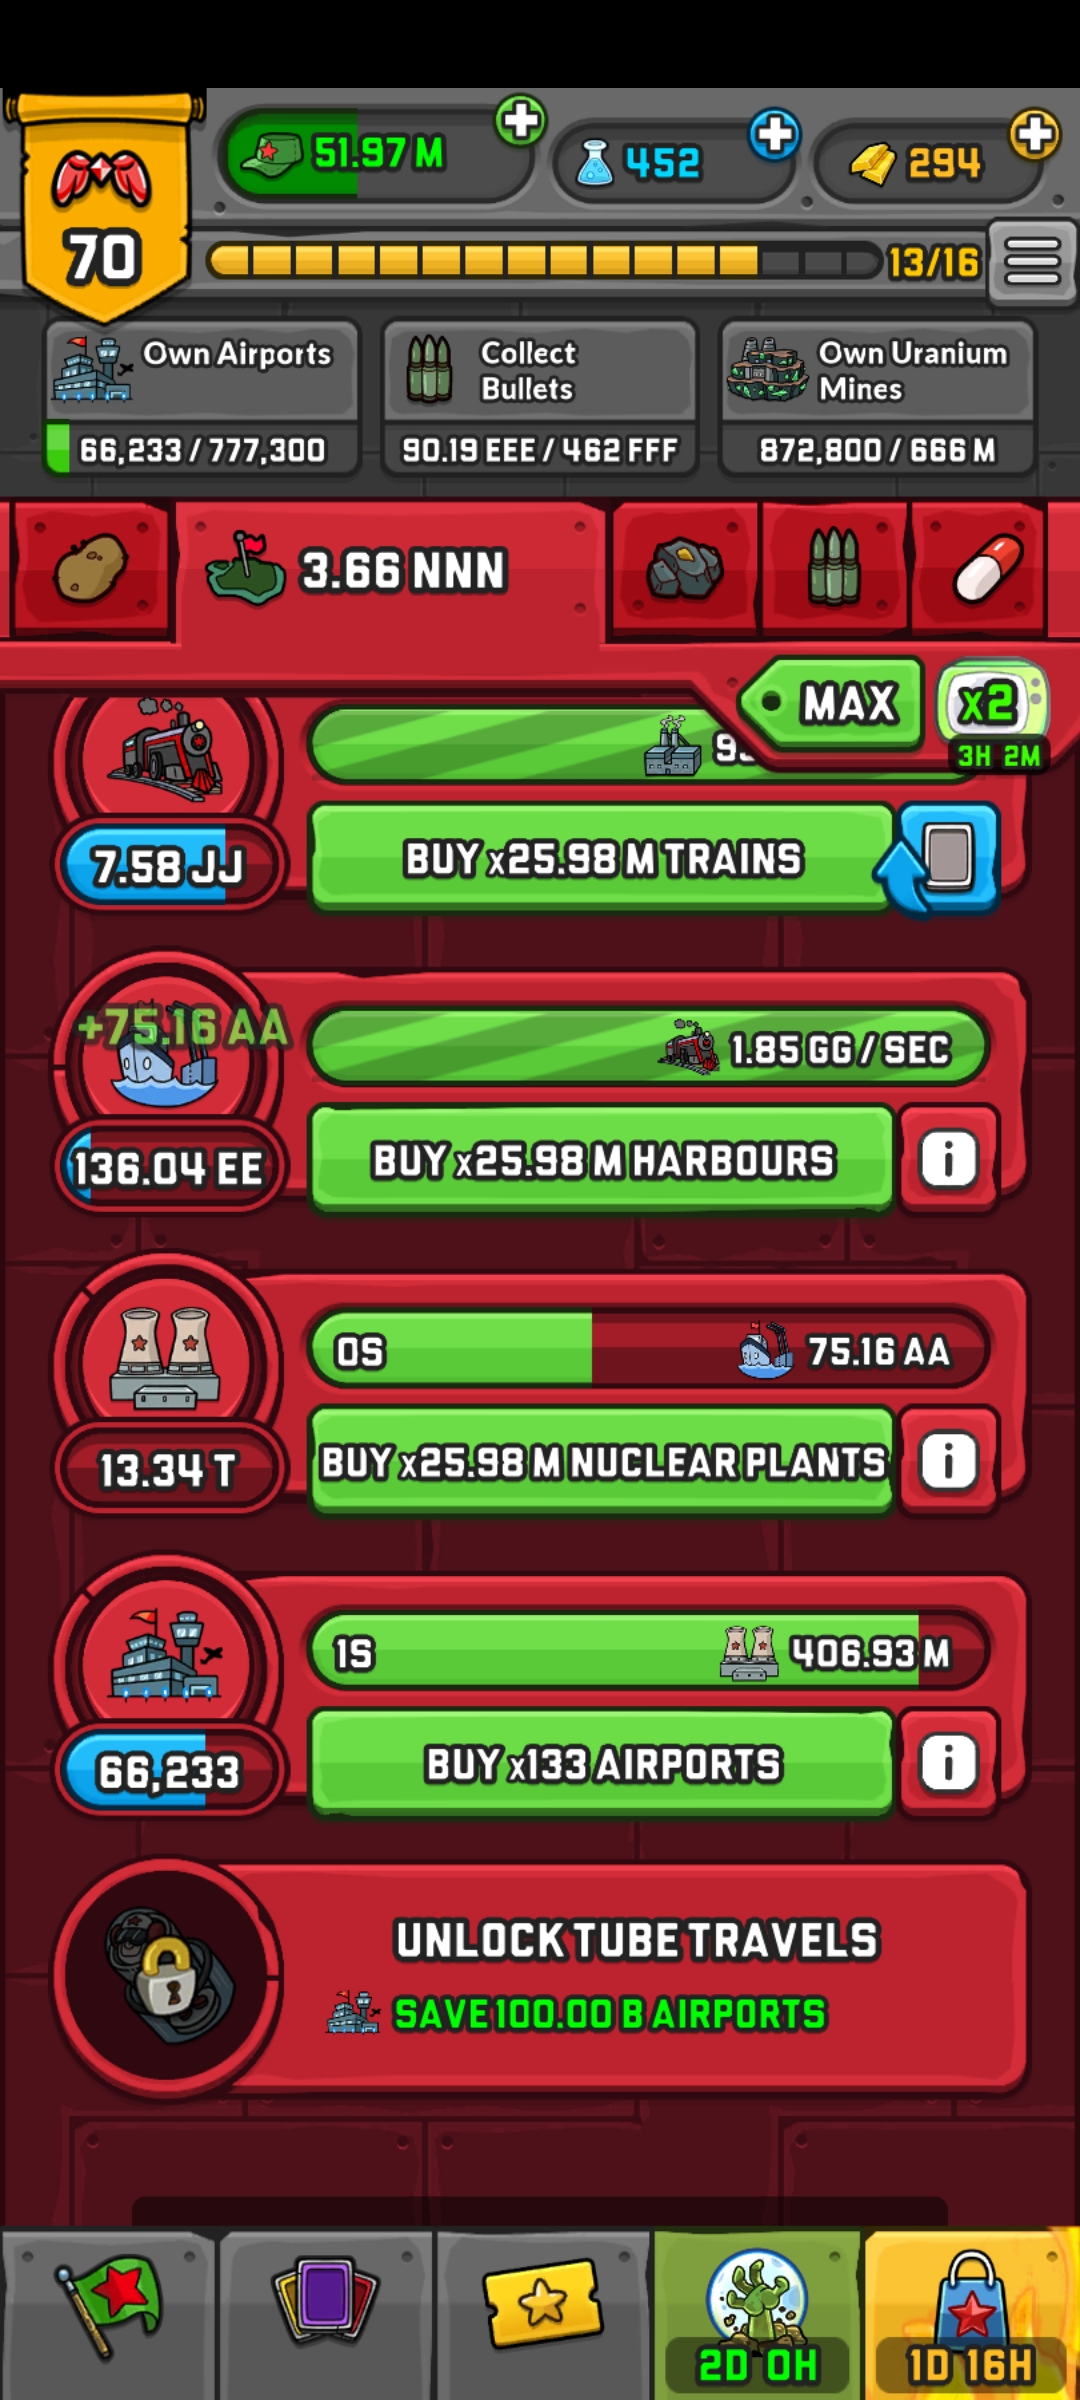 51.97 M
452
294
70
13/16
Own Airports
66,233 / 777,300
Collect
Bullets
90.19 EEE / 462 FFF
Own Uranium
Mines
872,800 / 666 M
3.66 NNN
MAX
x2
3H 2M
7.58 JJ
BUY x25.98 M TRAINS
+75.16 AA
1.85 GG / SEC
136.04 EE
BUY x25.98 M HARBOURS
0S
75.16 AA
13.34 T
BUY x25.98 M NUCLEAR PLANTS
1S
406.93 M
66,233
BUY x133 AIRPORTS
UNLOCK TUBE TRAVELS
SAVE 100.00 B AIRPORTS
2D 0H
1D 16H